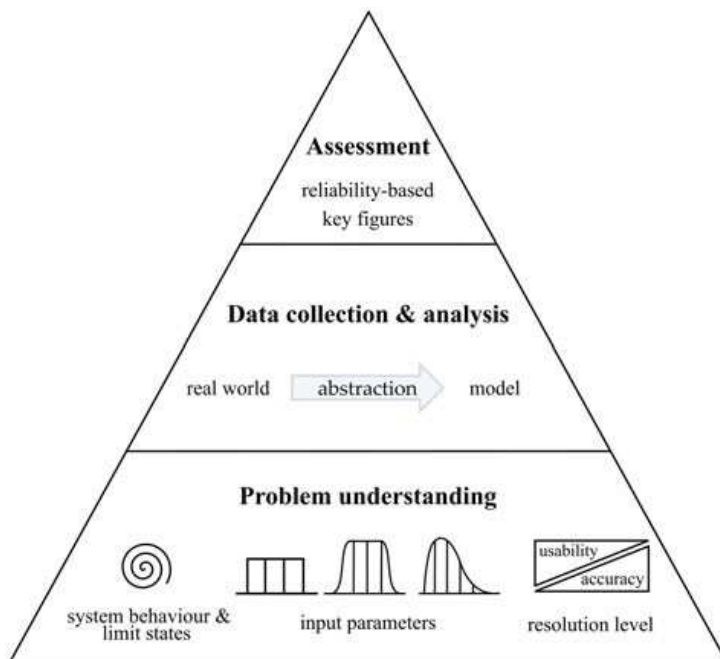 Assessment
reliability-based
key figures
Data collection & analysis
real world abstraction model
Problem understanding
usability
accuracy
system behaviour &
limit states
input parameters
resolution level